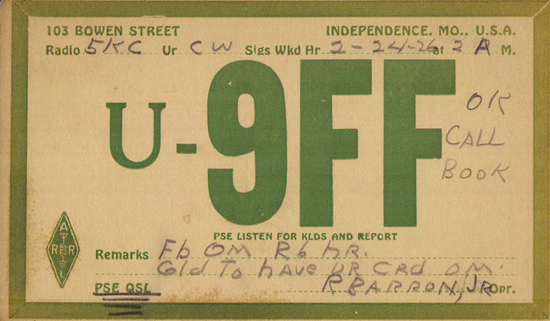 103 BOWEN STREET INDEPENDENCE, MO., U.S.A.
Radio 5KC Ur CW Sigs Wkd Hr 2-24-26 at 2 A M.
U-9FF
OK
CALL
BOOK
PSE LISTEN FOR KLDS AND REPORT
A
R R
L
Remarks Fb OM R6 hr.
Gld To have UR CRD OM.
PSE QSL R BARRON, JR Opr.